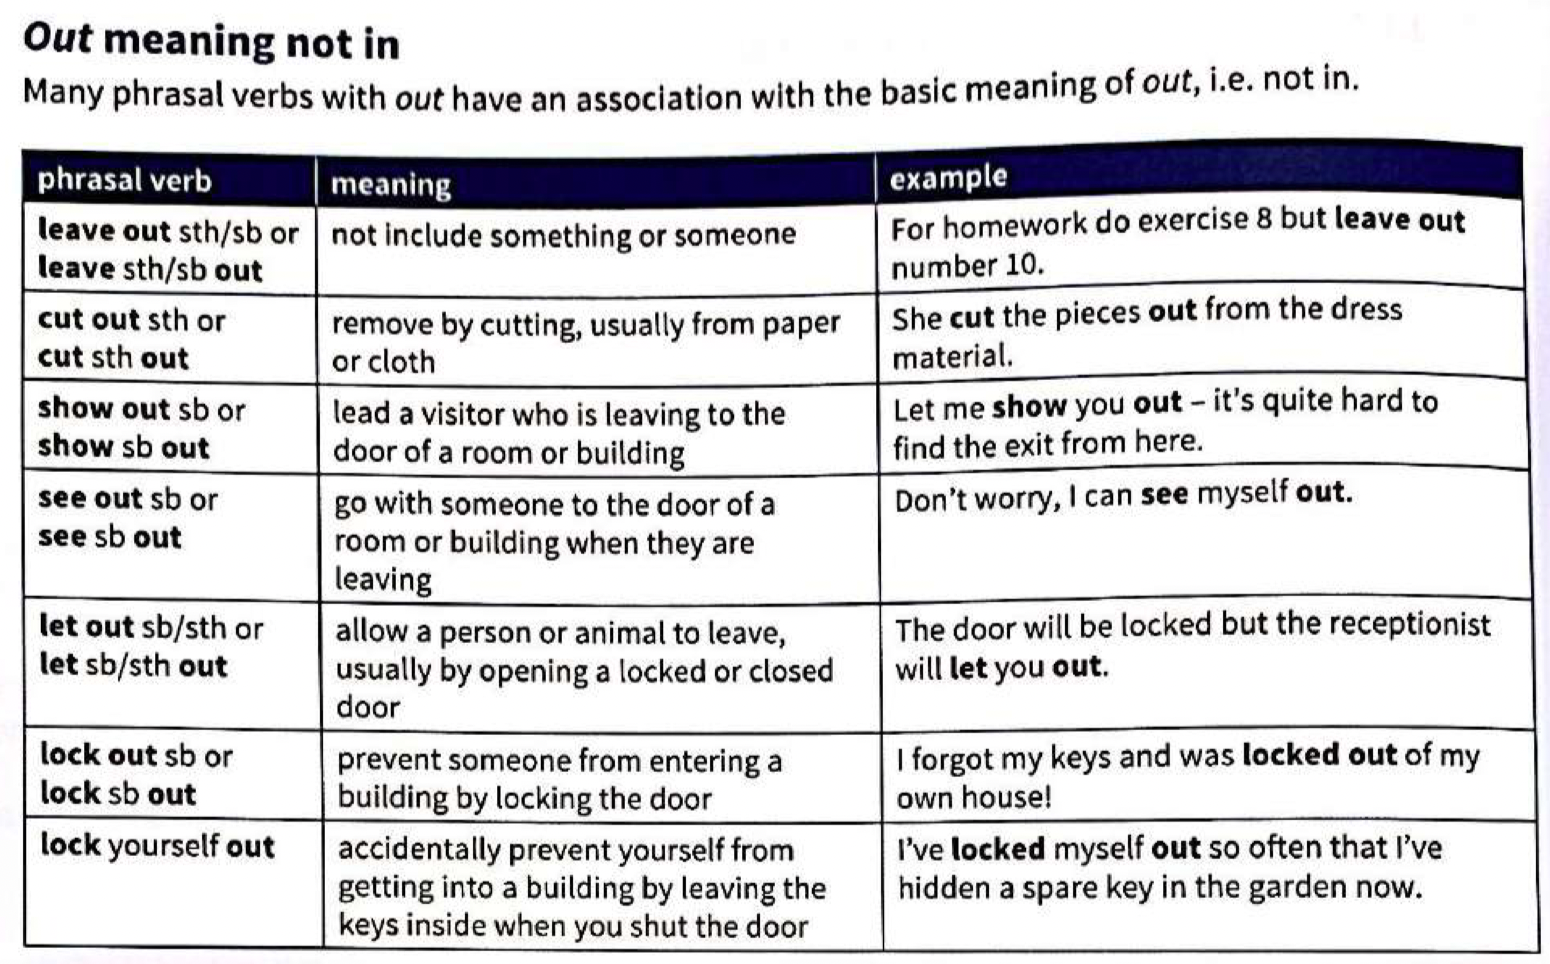 Out meaning not in
Many phrasal verbs with out have an association with the basic meaning of out, i.e. not in.
phrasal verb meaning example
leave out sth/sb or
leave sth/sb out
not include something or someone
For homework do exercise 8 but leave out
number 10.
cut out sth or
cut sth out
remove by cutting, usually from paper
or cloth
She cut the pieces out from the dress
material.
show out sb or
show sb out
lead a visitor who is leaving to the
door of a room or building
Let me show you out – it's quite hard to
find the exit from here.
see out sb or
see sb out
go with someone to the door of a
room or building when they are
leaving
Don't worry, I can see myself out.
let out sb/sth or
let sb/sth out
allow a person or animal to leave,
usually by opening a locked or closed
door
The door will be locked but the receptionist
will let you out.
lock out sb or
lock sb out
prevent someone from entering a
building by locking the door
I forgot my keys and was locked out of my
own house!
lock yourself out
accidentally prevent yourself from
getting into a building by leaving the
keys inside when you shut the door
I've locked myself out so often that I've
hidden a spare key in the garden now.